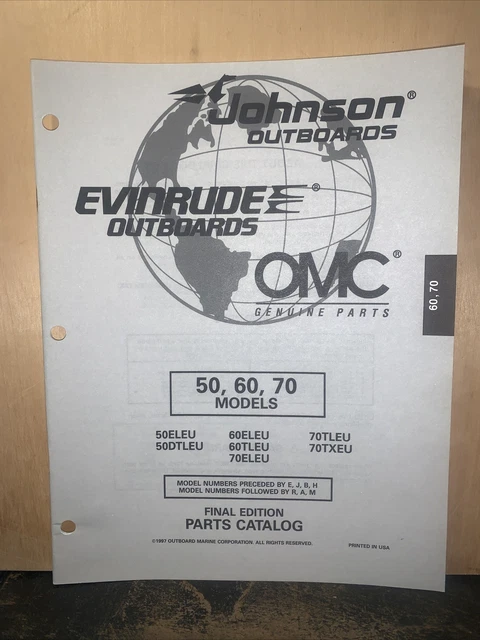 Johnson®
OUTBOARDS
EVINRUDE®
OUTBOARDS
OMC®
GENUINE PARTS
60, 70
50, 60, 70
MODELS
50ELEU 60ELEU 70TLEU
50DTLEU 60TLEU 70TXEU
70ELEU
MODEL NUMBERS PRECEDED BY E, J, B, H
MODEL NUMBERS FOLLOWED BY R, A, M
FINAL EDITION
PARTS CATALOG
©1997 OUTBOARD MARINE CORPORATION. ALL RIGHTS RESERVED.
PRINTED IN USA